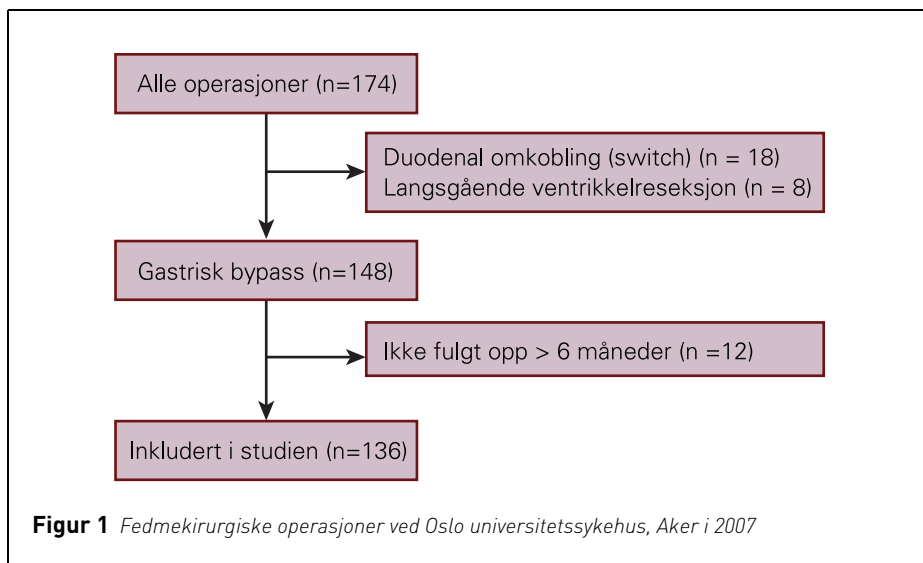 Alle operasjoner (n=174)
Duodenal omkobling (switch) (n = 18)
Langsgående ventrikkelreseksjon (n = 8)
Gastrisk bypass (n=148)
Ikke fulgt opp > 6 måneder (n =12)
Inkludert i studien (n=136)
Figur 1 Fedmekirurgiske operasjoner ved Oslo universitetssykehus, Aker i 2007